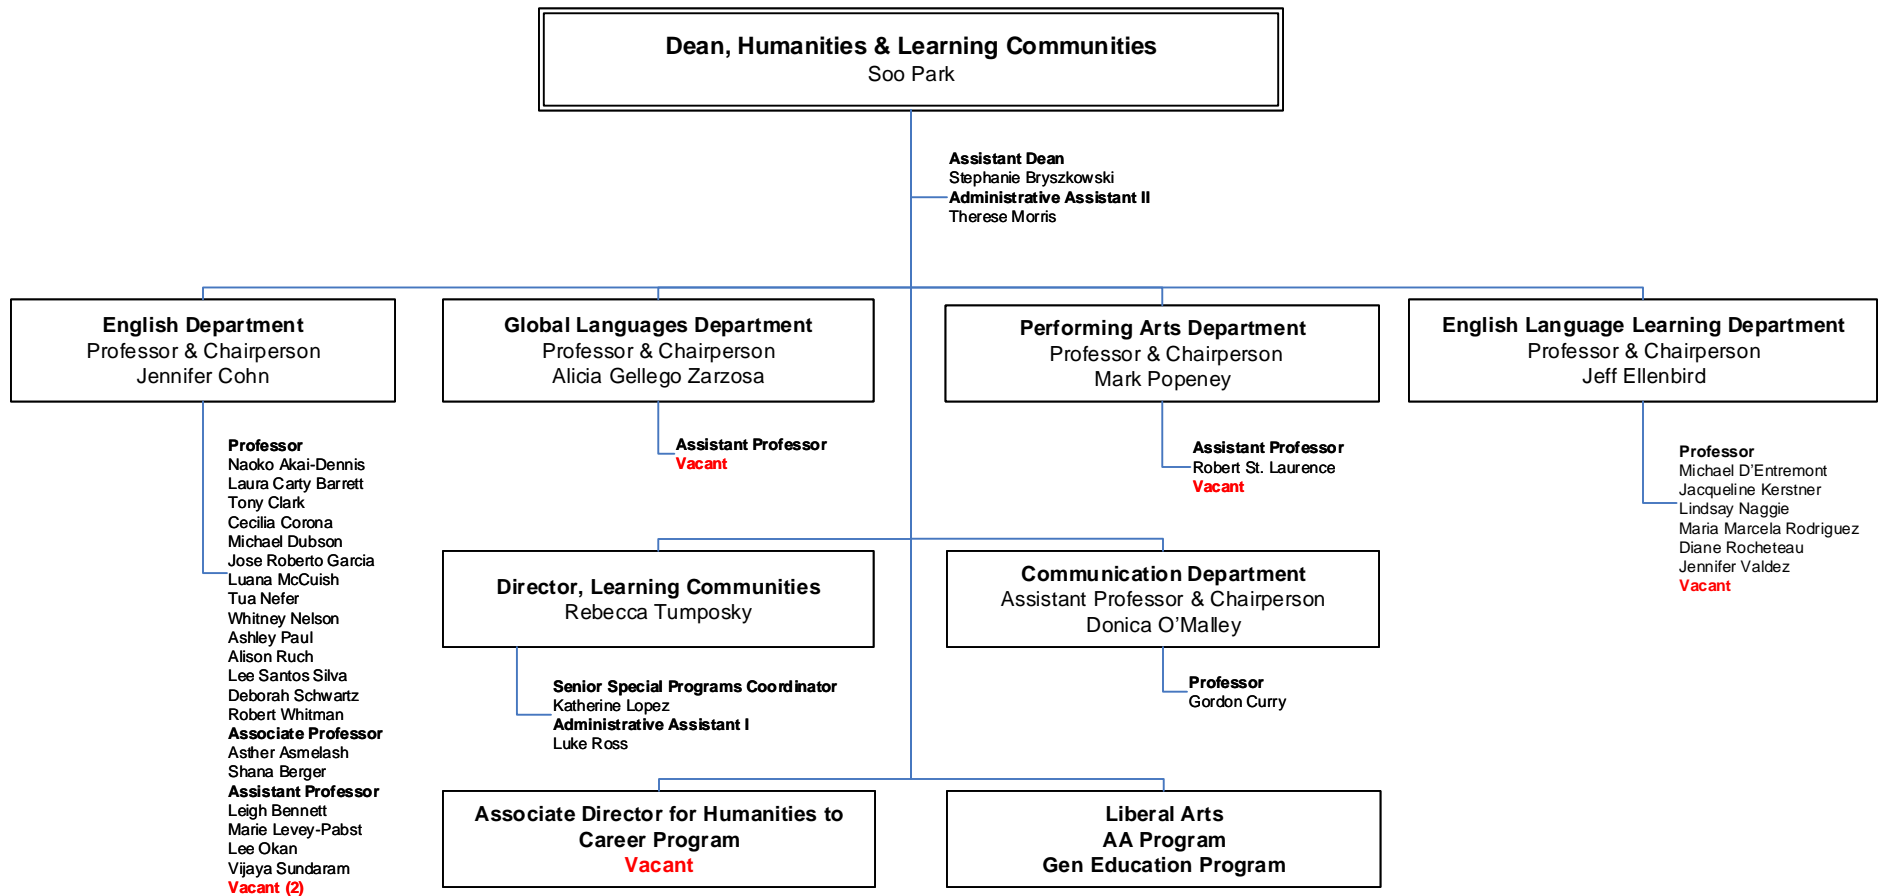 Dean, Humanities & Learning Communities
Soo Park
Assistant Dean
Stephanie Bryszkowski
Administrative Assistant II
Therese Morris
English Department
Professor & Chairperson
Jennifer Cohn
Professor
Naoko Akai-Dennis
Laura Carty Barrett
Tony Clark
Cecilia Corona
Michael Dubson
Jose Roberto Garcia
Luana McCuish
Tua Nefer
Whitney Nelson
Ashley Paul
Alison Ruch
Lee Santos Silva
Deborah Schwartz
Robert Whitman
Associate Professor
Asther Asmelash
Shana Berger
Assistant Professor
Leigh Bennett
Marie Levey-Pabst
Lee Okan
Vijaya Sundaram
Vacant (2)
Global Languages Department
Professor & Chairperson
Alicia Gellego Zarzosa
Assistant Professor
Vacant
Performing Arts Department
Professor & Chairperson
Mark Popeney
Assistant Professor
Robert St. Laurence
Vacant
English Language Learning Department
Professor & Chairperson
Jeff Ellenbird
Professor
Michael D’Entremont
Jacqueline Kerstner
Lindsay Naggie
Maria Marcela Rodriguez
Diane Rocheteau
Jennifer Valdez
Vacant
Director, Learning Communities
Rebecca Tumposky
Senior Special Programs Coordinator
Katherine Lopez
Administrative Assistant I
Luke Ross
Communication Department
Assistant Professor & Chairperson
Donica O’Malley
Professor
Gordon Curry
Associate Director for Humanities to
Career Program
Vacant
Liberal Arts
AA Program
Gen Education Program